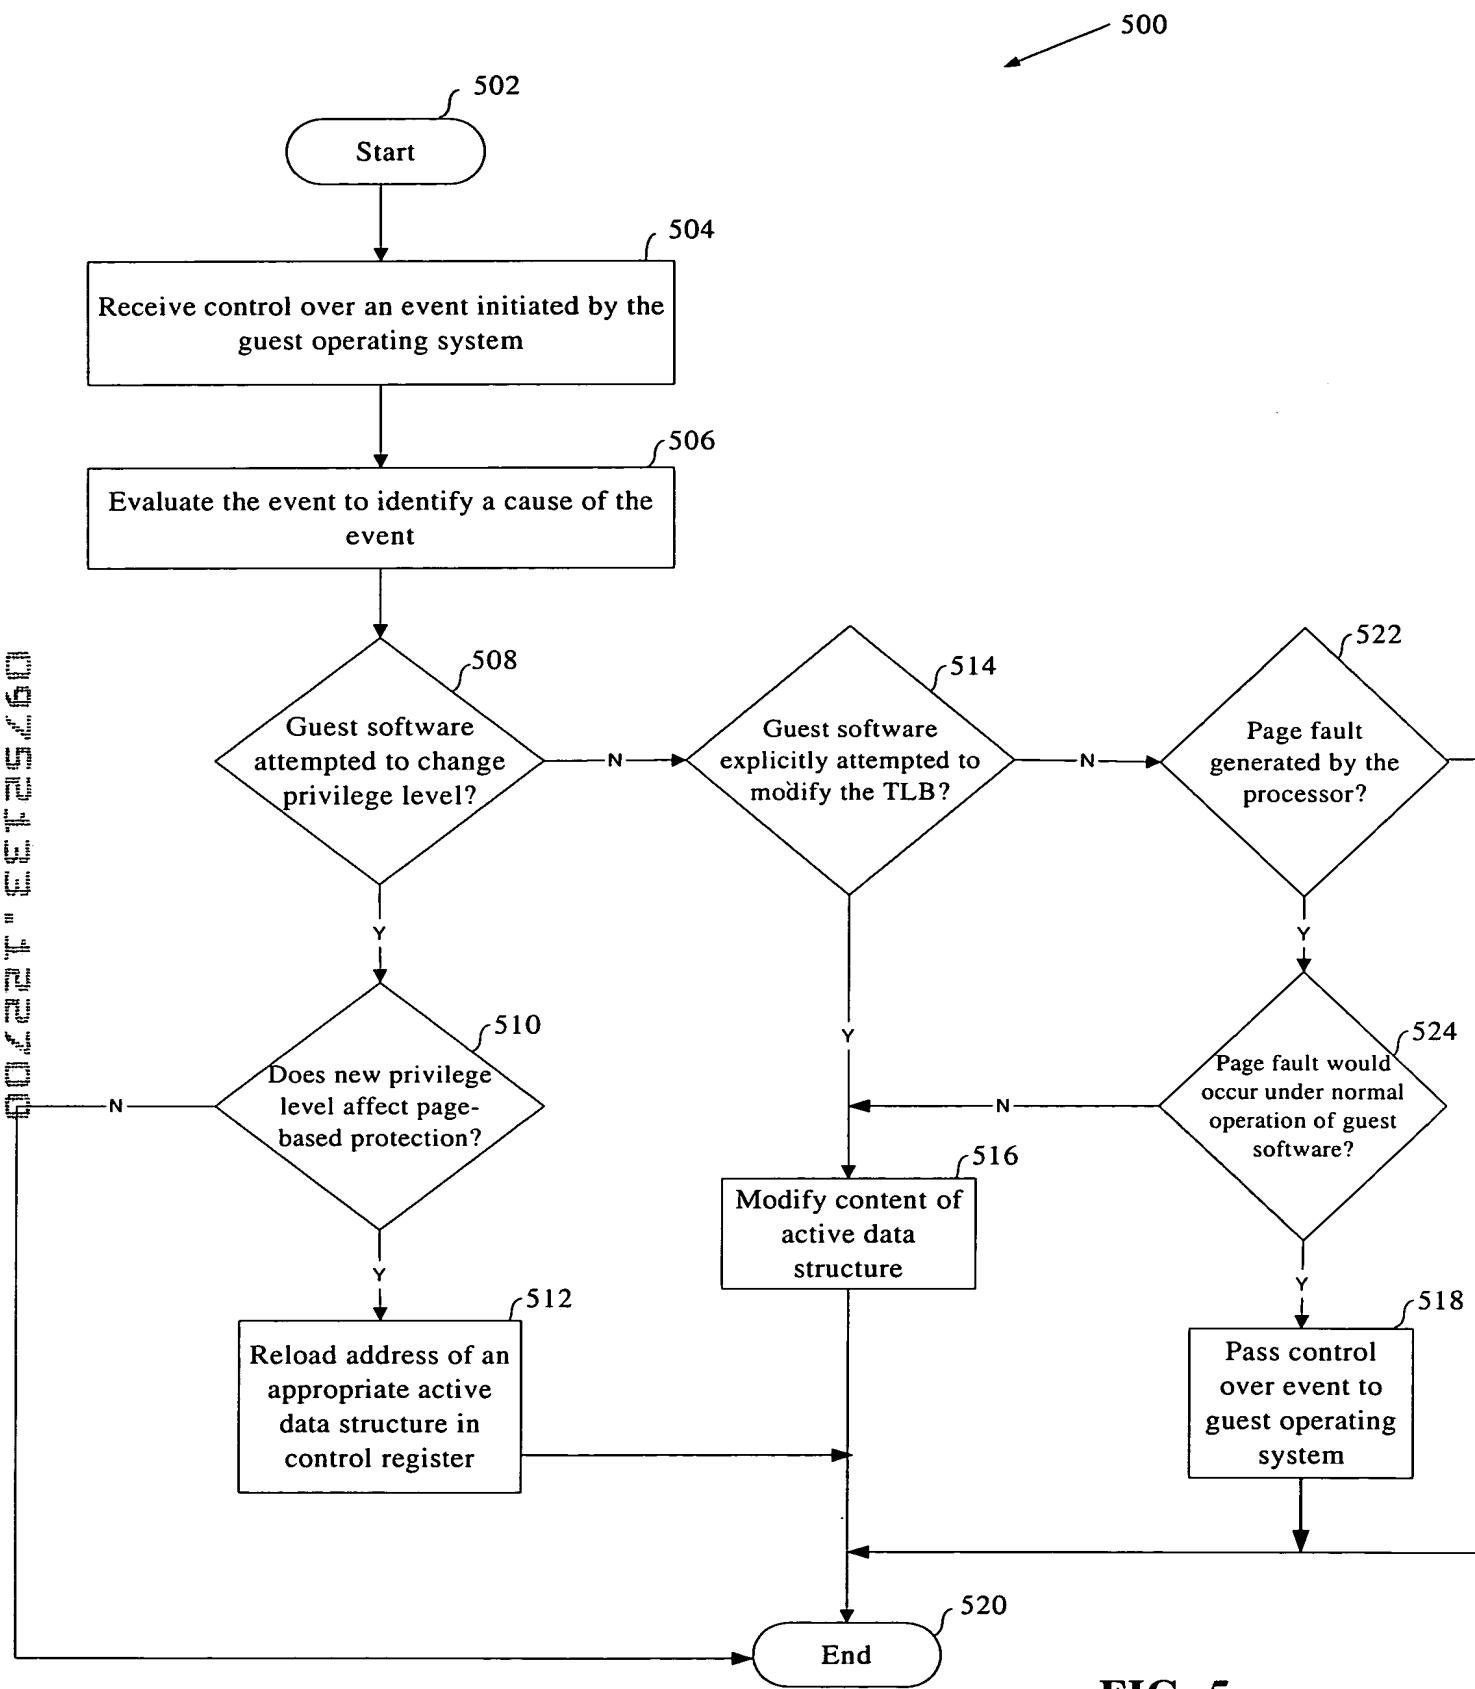 500
502
Start
504
Receive control over an event initiated by the
guest operating system
506
Evaluate the event to identify a cause of the
event
508
Guest software
attempted to change
privilege level?
N
514
Guest software
explicitly attempted to
modify the TLB?
N
522
Page fault
generated by the
processor?
Y
Y
Y
510
Does new privilege
level affect page-
based protection?
N
524
Page fault would
occur under normal
operation of guest
software?
N
516
Modify content of
active data
structure
Y
Y
512
Reload address of an
appropriate active
data structure in
control register
518
Pass control
over event to
guest operating
system
520
End